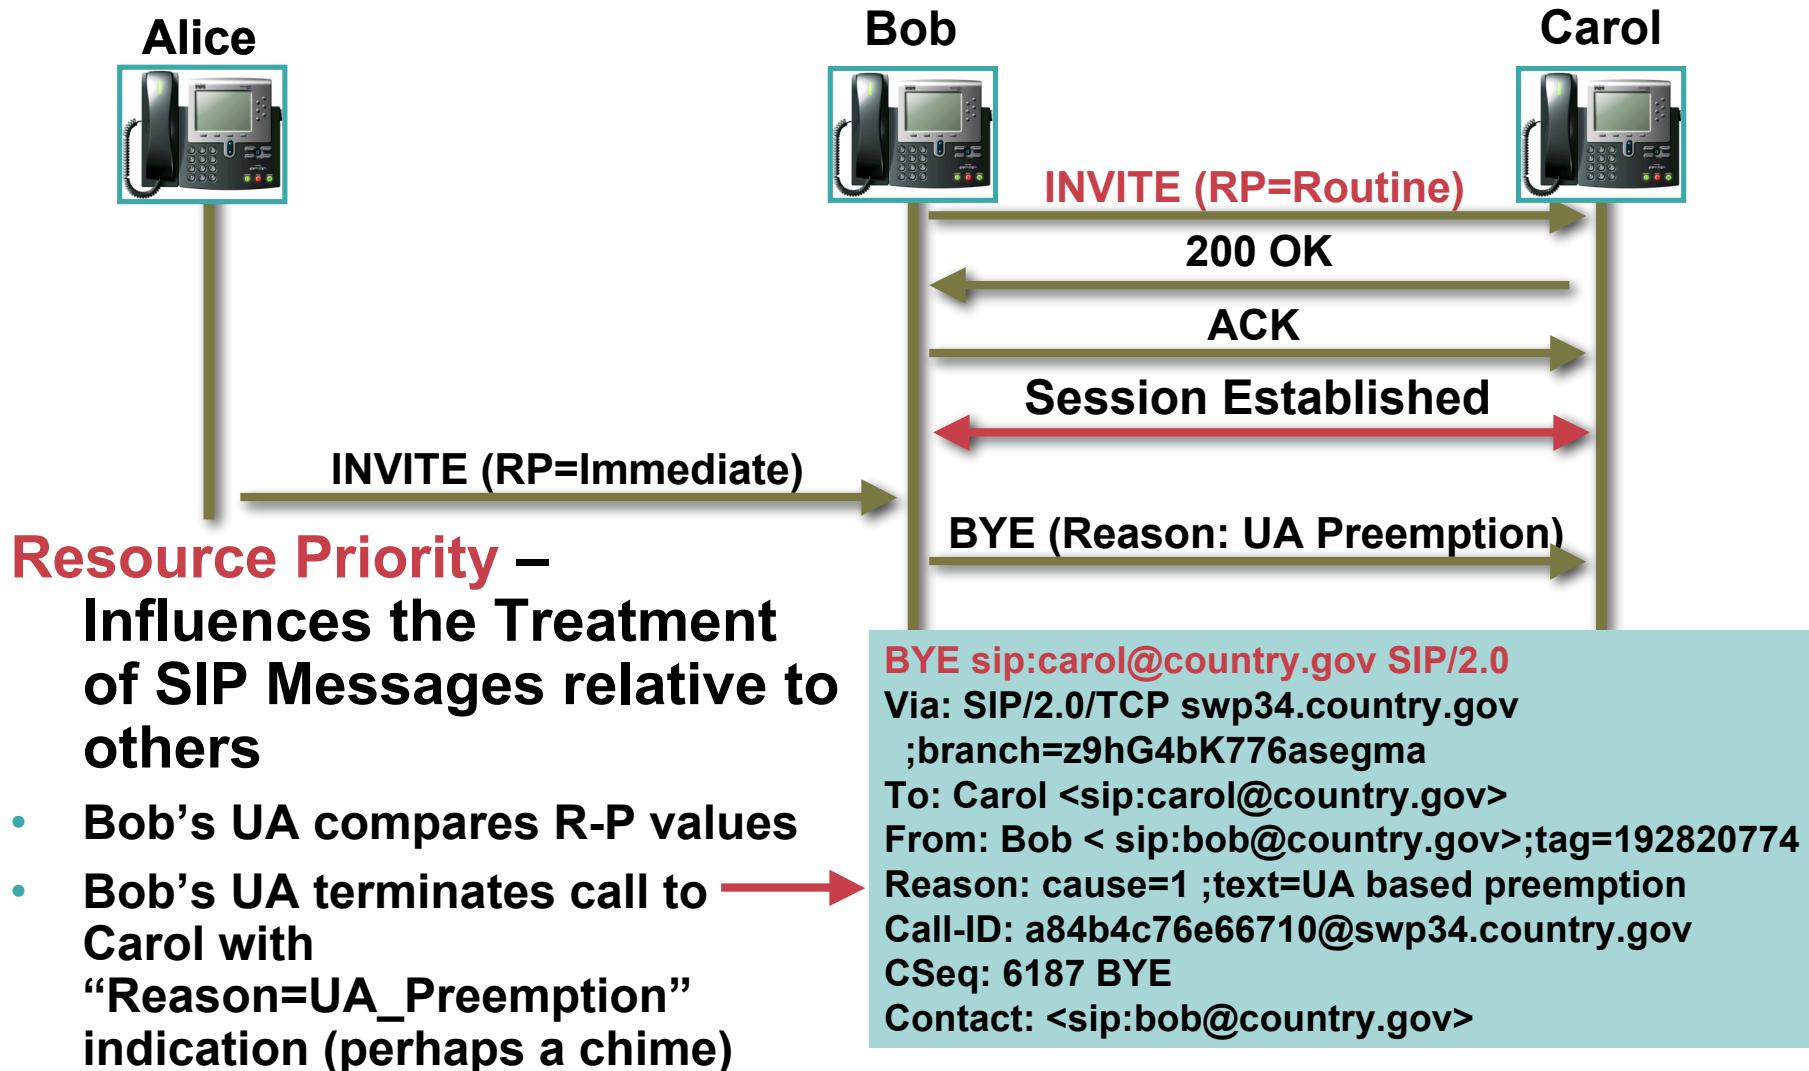 Alice
Bob
Carol
INVITE (RP=Routine)
200 OK
ACK
Session Established
INVITE (RP=Immediate)
BYE (Reason: UA Preemption)
Resource Priority –
Influences the Treatment
of SIP Messages relative to
others
• Bob’s UA compares R-P values
• Bob’s UA terminates call to
Carol with
“Reason=UA_Preemption”
indication (perhaps a chime)
BYE sip:carol@country.gov SIP/2.0
Via: SIP/2.0/TCP swp34.country.gov
;branch=z9hG4bK776asegma
To: Carol <sip:carol@country.gov>
From: Bob < sip:bob@country.gov>;tag=192820774
Reason: cause=1 ;text=UA based preemption
Call-ID: a84b4c76e66710@swp34.country.gov
CSeq: 6187 BYE
Contact: <sip:bob@country.gov>